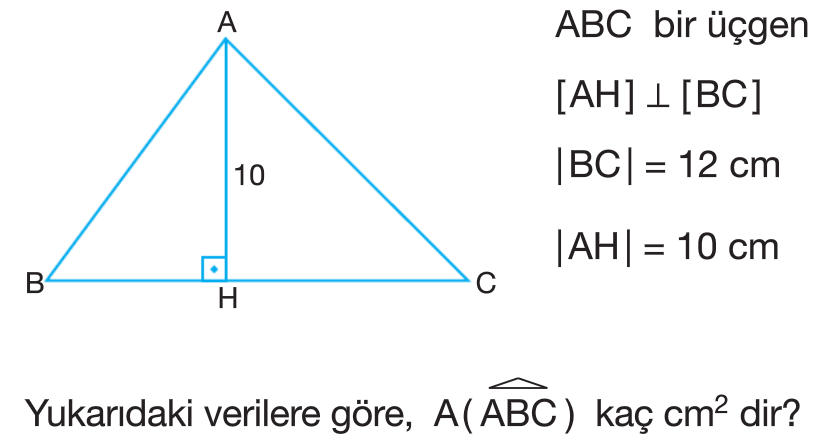 A
ABC bir üçgen
[AH] ⊥ [BC]
10
|BC| = 12 cm
|AH| = 10 cm
B
H
C
Yukarıdaki verilere göre, A(ABC) kaç cm² dir?